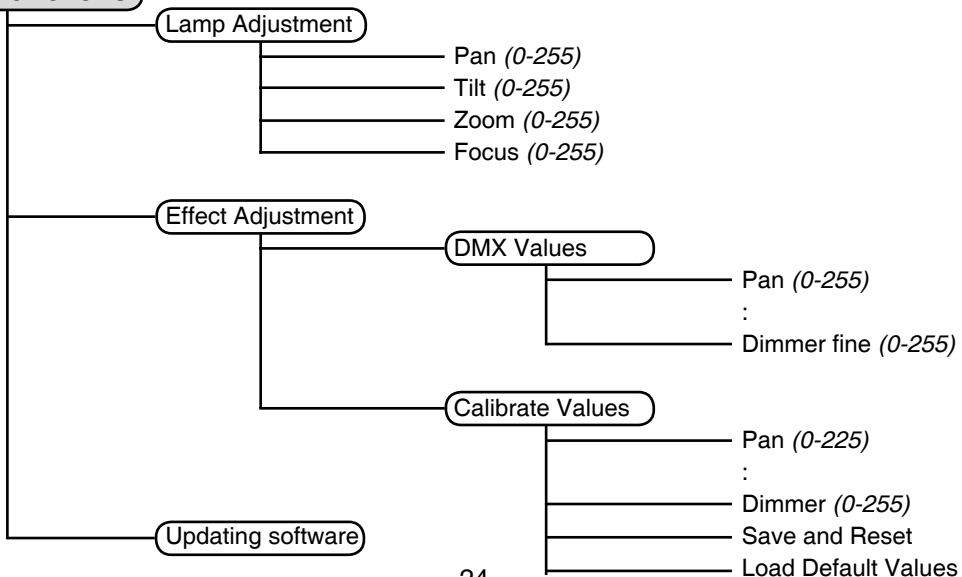 Lamp Adjustment
Pan (0-255)
Tilt (0-255)
Zoom (0-255)
Focus (0-255)
Effect Adjustment
DMX Values
Pan (0-255)
:
Dimmer fine (0-255)
Calibrate Values
Pan (0-225)
:
Dimmer (0-255)
Updating software
Save and Reset
Load Default Values